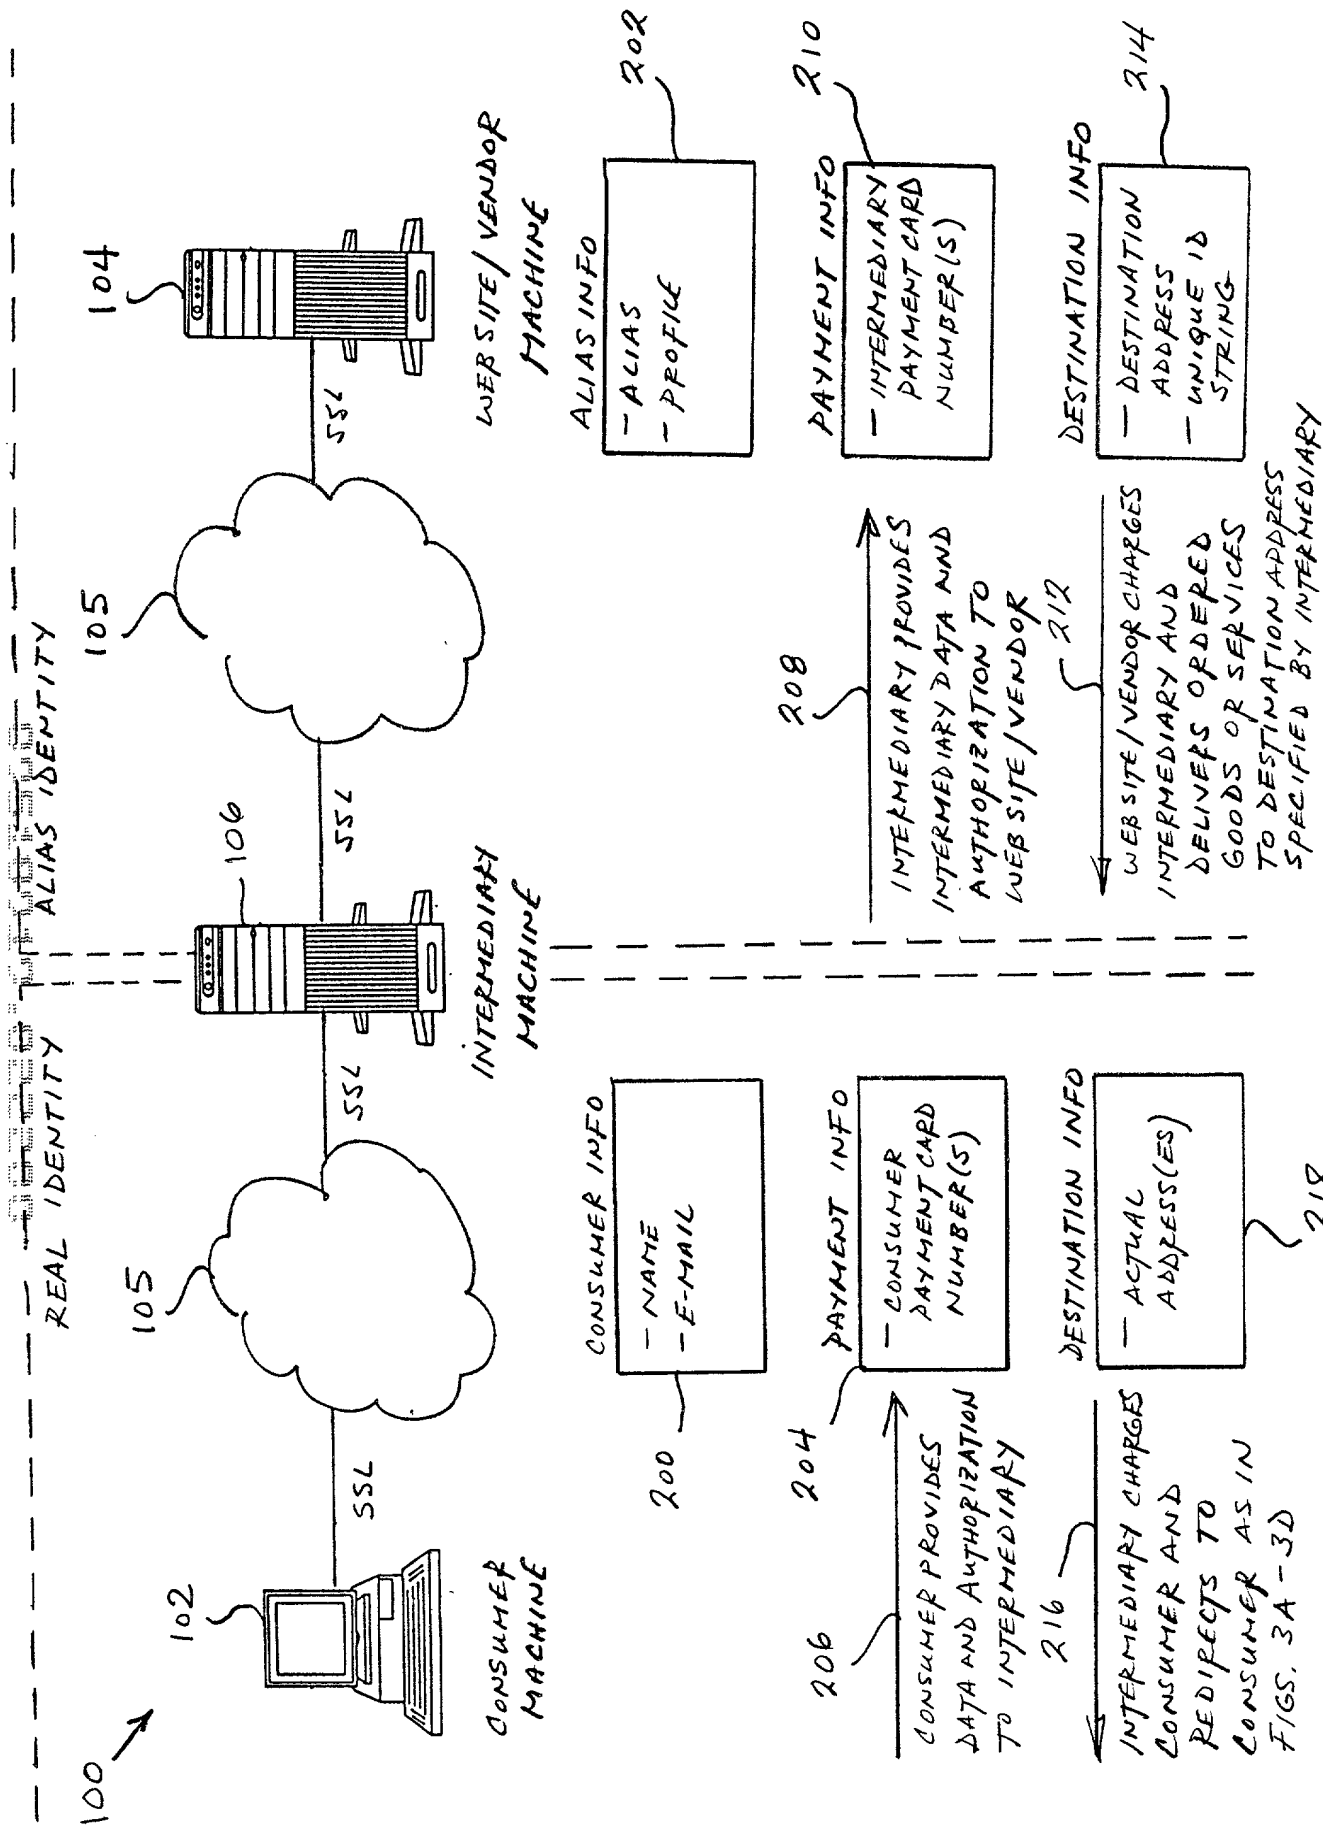 REAL IDENTITY
ALIAS IDENTITY
100
102
105
106
105
104
SSL
SSL
SSL
SSL
CONSUMER
MACHINE
INTERMEDIARY
MACHINE
WEB SITE/VENDOR
MACHINE
CONSUMER INFO
- NAME
- E-MAIL
200
ALIAS INFO
- ALIAS
- PROFILE
202
PAYMENT INFO
- CONSUMER
PAYMENT CARD
NUMBER(S)
204
206
CONSUMER PROVIDES
DATA AND AUTHORIZATION
TO INTERMEDIARY
208
INTERMEDIARY PROVIDES
INTERMEDIARY DATA AND
AUTHORIZATION TO
WEB SITE/VENDOR
PAYMENT INFO
- INTERMEDIARY
PAYMENT CARD
NUMBER(S)
210
212
WEB SITE/VENDOR CHARGES
INTERMEDIARY AND
DELIVERS ORDERED
GOODS OR SERVICES
TO DESTINATION ADDRESS
SPECIFIED BY INTERMEDIARY
DESTINATION INFO
- DESTINATION
ADDRESS
- UNIQUE ID
STRING
214
216
INTERMEDIARY CHARGES
CONSUMER AND
REDIRECTS TO
CONSUMER AS IN
FIGS. 3A-3D
DESTINATION INFO
- ACTUAL
ADDRESS(ES)
218